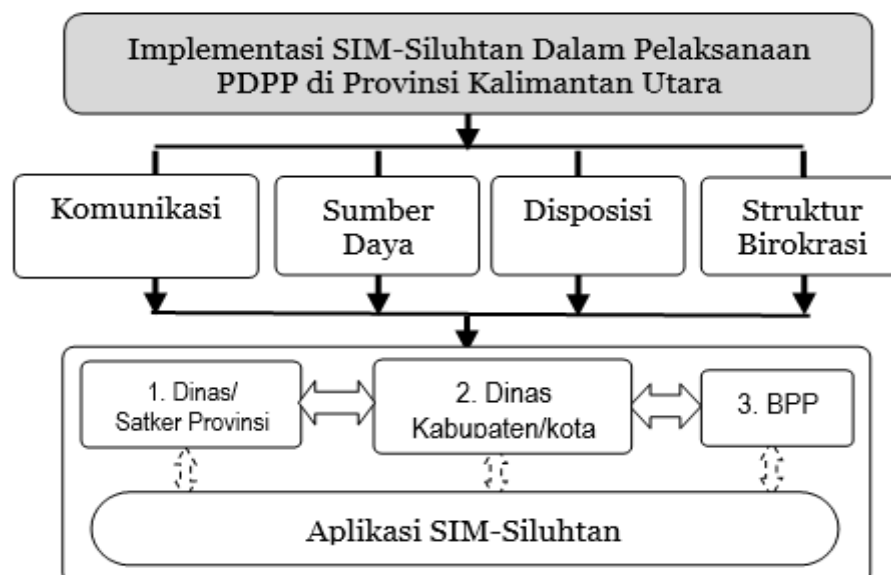 Implementasi SIM-Siluhtan Dalam Pelaksanaan
PDPP di Provinsi Kalimantan Utara
Komunikasi
Sumber
Daya
Disposisi
Struktur
Birokrasi
1. Dinas/
Satker Provinsi
2. Dinas
Kabupaten/kota
3. BPP
Aplikasi SIM-Siluhtan